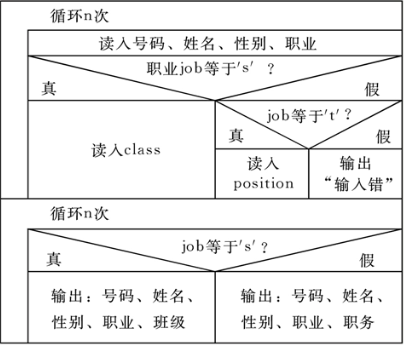 循环n次
读入号码、姓名、性别、职业
职业job等于's' ?
真
假
job等于't'?
真
假
读入class
读入
position
输出
“输入错”
循环n次
job等于's'?
真
假
输出：号码、姓名、
性别、职业、班级
输出：号码、姓名、
性别、职业、职务